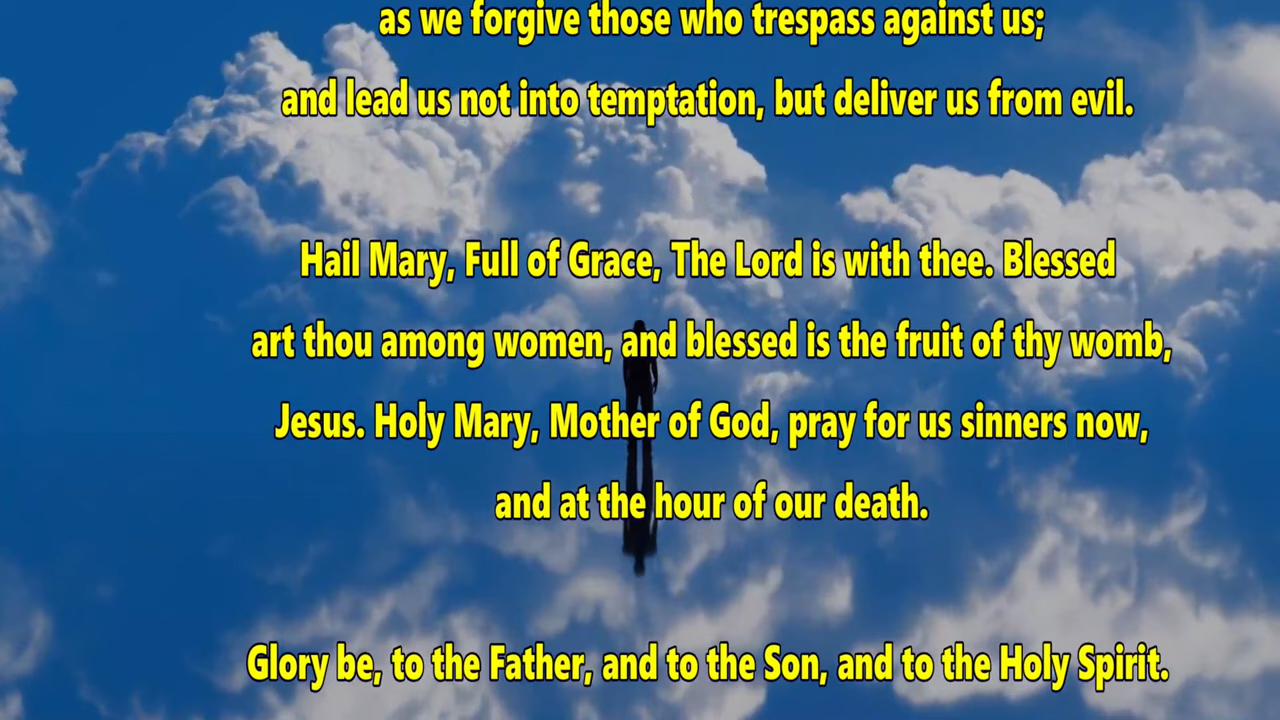 as we forgive those who trespass against us;
and lead us not into temptation, but deliver us from evil.
Hail Mary, Full of Grace, The Lord is with thee. Blessed
art thou among women, and blessed is the fruit of thy womb,
Jesus. Holy Mary, Mother of God, pray for us sinners now,
and at the hour of our death.
Glory be, to the Father, and to the Son, and to the Holy Spirit.